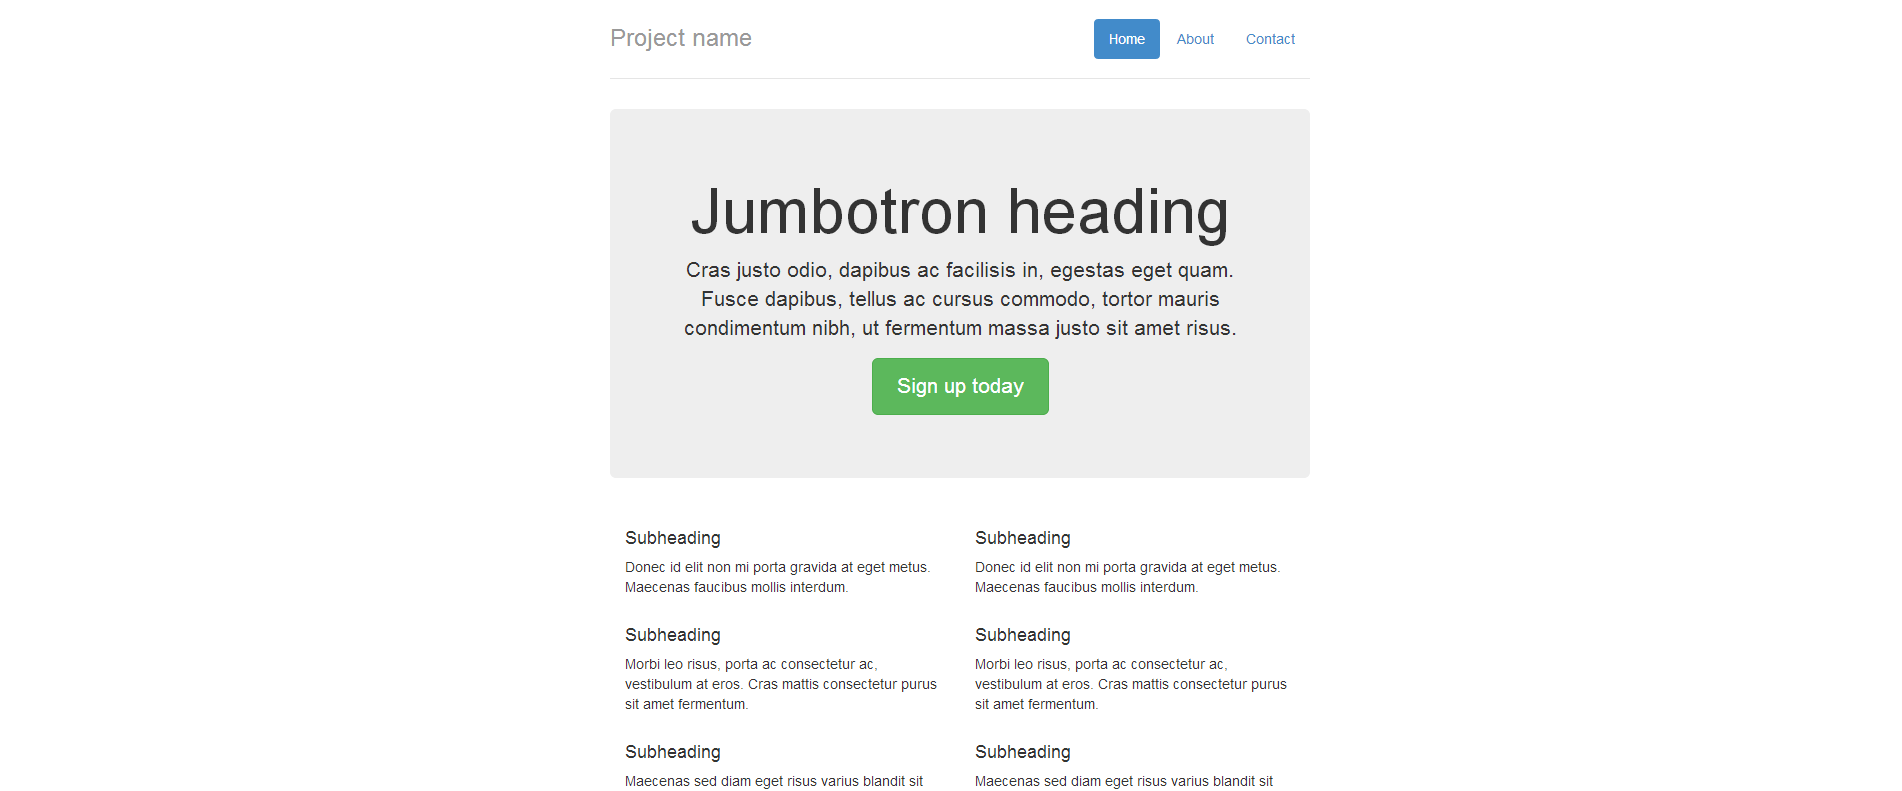 Project name
Home About Contact
Jumbotron heading
Cras justo odio, dapibus ac facilisis in, egestas eget quam.
Fusce dapibus, tellus ac cursus commodo, tortor mauris
condimentum nibh, ut fermentum massa justo sit amet risus.
Sign up today
Subheading
Donec id elit non mi porta gravida at eget metus.
Maecenas faucibus mollis interdum.
Subheading
Morbi leo risus, porta ac consectetur ac,
vestibulum at eros. Cras mattis consectetur purus
sit amet fermentum.
Subheading
Maecenas sed diam eget risus varius blandit sit
Subheading
Donec id elit non mi porta gravida at eget metus.
Maecenas faucibus mollis interdum.
Subheading
Morbi leo risus, porta ac consectetur ac,
vestibulum at eros. Cras mattis consectetur purus
sit amet fermentum.
Subheading
Maecenas sed diam eget risus varius blandit sit